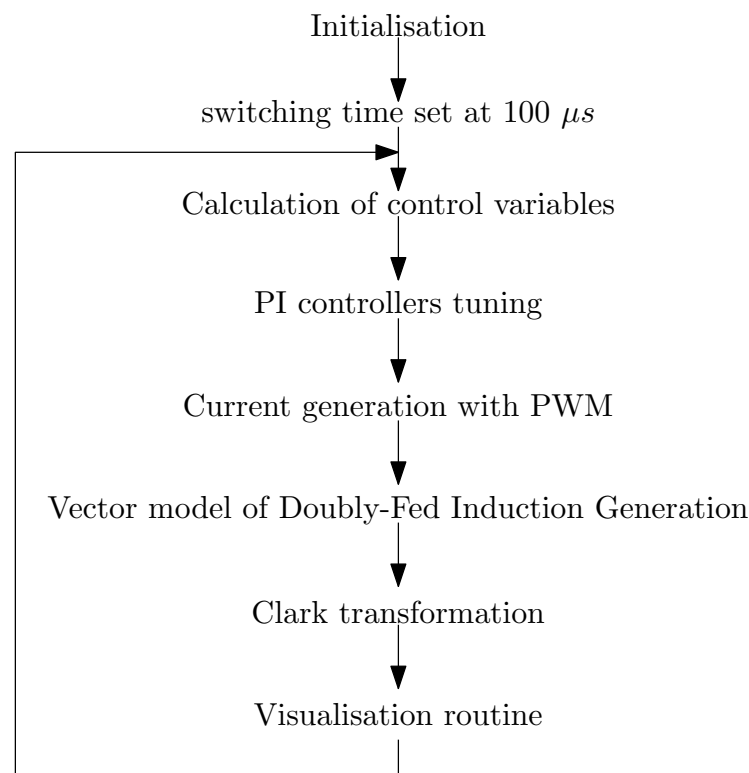 Initialisation
switching time set at 100 μs
Calculation of control variables
PI controllers tuning
Current generation with PWM
Vector model of Doubly-Fed Induction Generation
Clark transformation
Visualisation routine